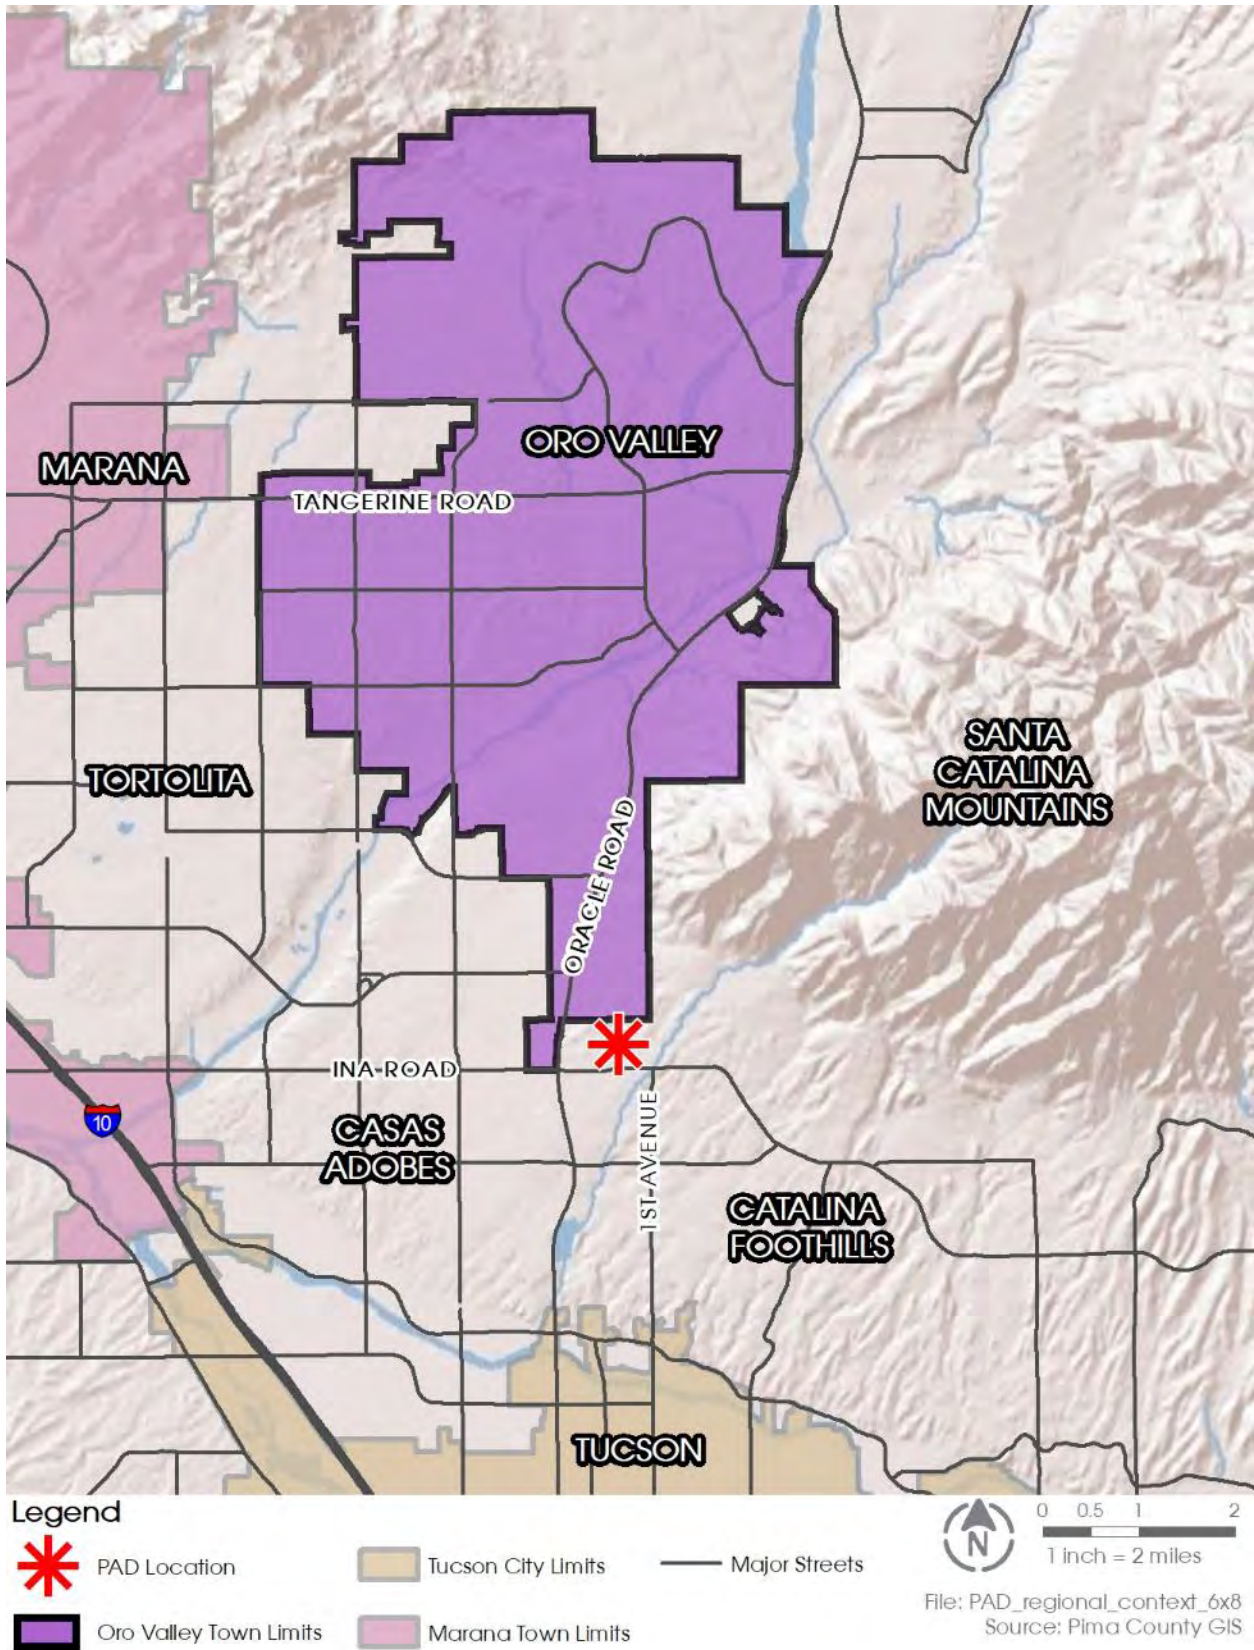 ORO VALLEY
MARANA
TANGERINE ROAD
SANTA
CATALINA
MOUNTAINS
TORTOLITA
ORACLE ROAD
INA ROAD
10
CASAS
ADOBES
1ST AVENUE
CATALINA
FOOTHILLS
TUCSON
Legend
PAD Location
Tucson City Limits
Major Streets
Oro Valley Town Limits
Marana Town Limits
N
0 0.5 1 2
1 inch = 2 miles
File: PAD_regional_context_6x8
Source: Pima County GIS